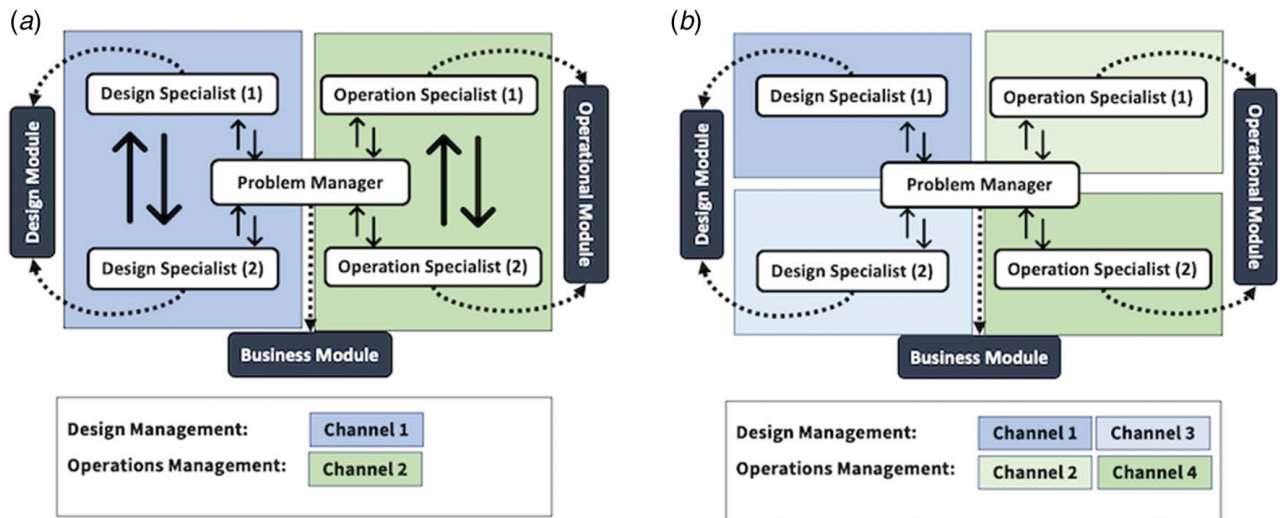 (a)
Design Specialist (1)
Operation Specialist (1)
Design Module
Problem Manager
Operational Module
Design Specialist (2)
Operation Specialist (2)
Business Module
Design Management:
Channel 1
Operations Management:
Channel 2
(b)
Design Specialist (1)
Operation Specialist (1)
Design Module
Problem Manager
Operational Module
Design Specialist (2)
Operation Specialist (2)
Business Module
Design Management:
Channel 1
Channel 3
Operations Management:
Channel 2
Channel 4